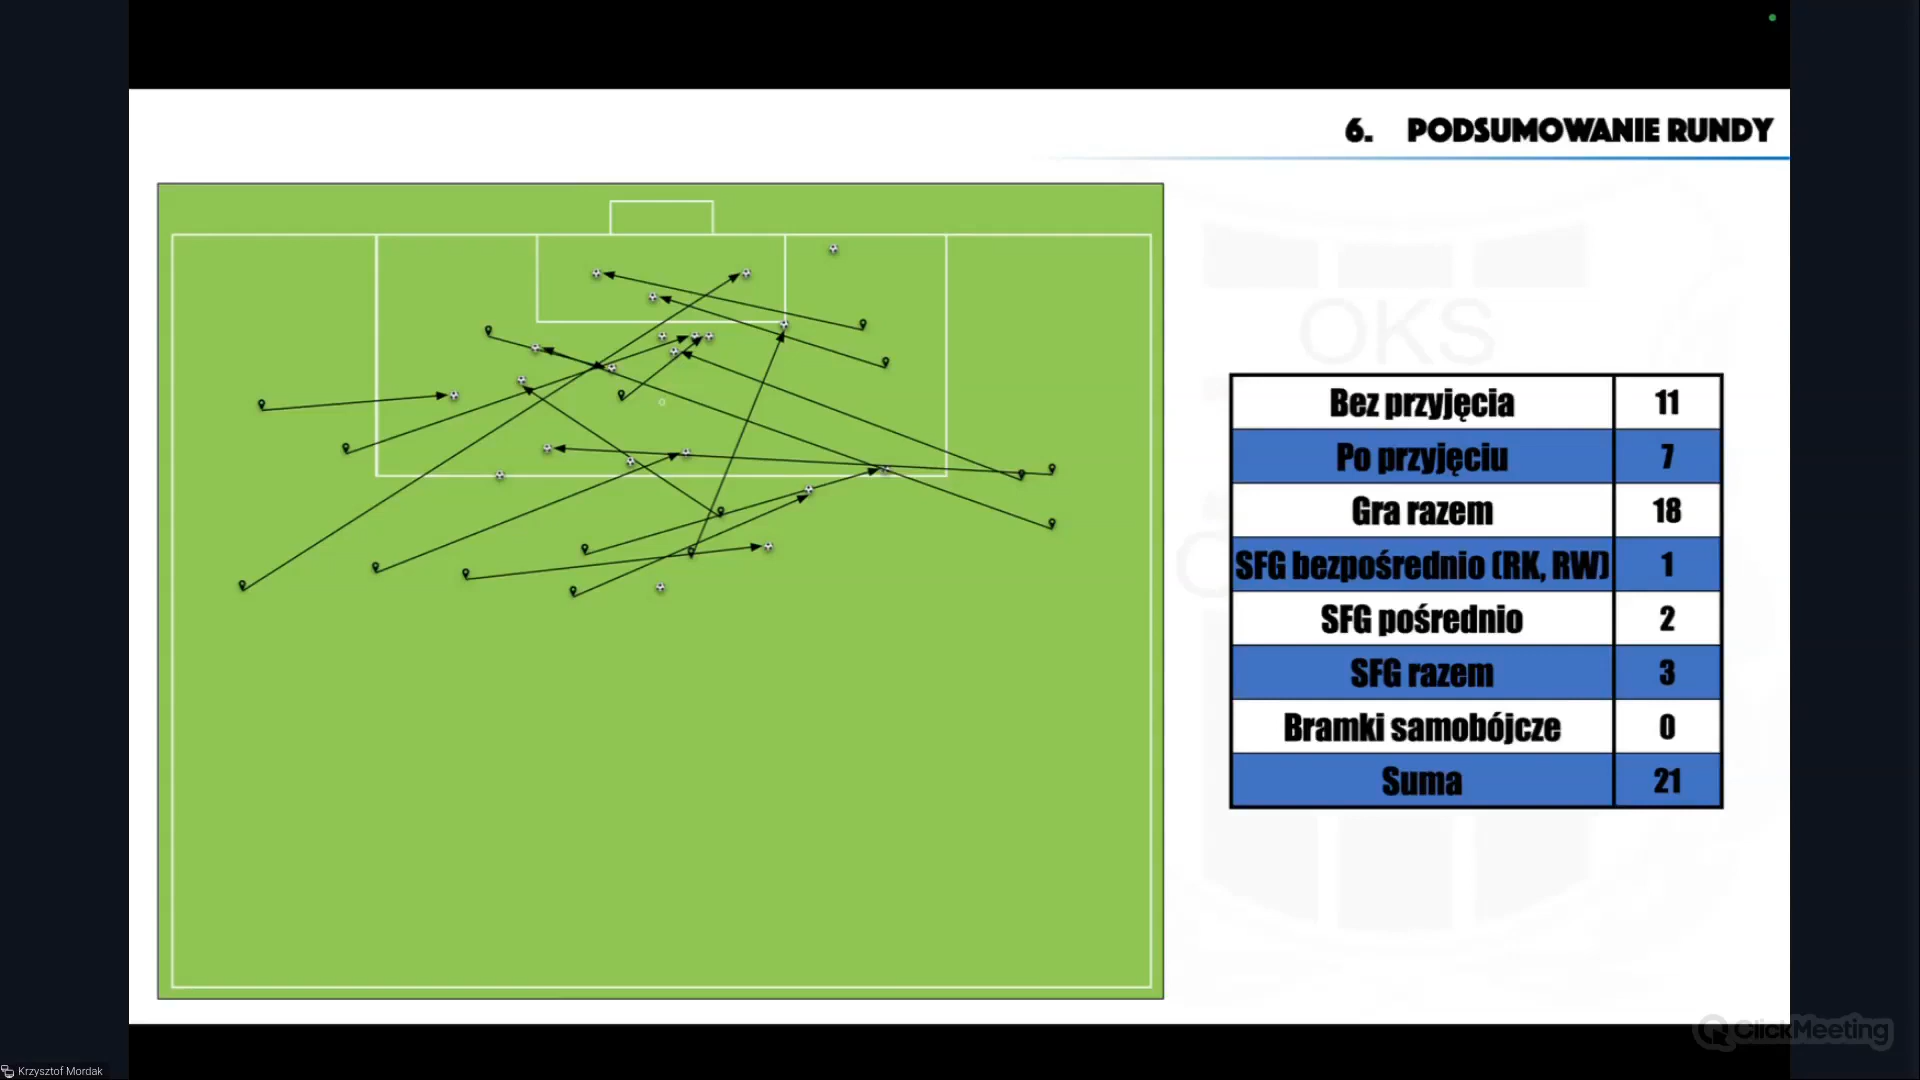 6. PODSUMOWANIE RUNDY
OKS
Bez przyjęcia 11
Po przyjęciu 7
Gra razem 18
SFG bezpośrednio (RK, RW) 1
SFG pośrednio 2
SFG razem 3
Bramki samobójcze 0
Suma 21
ClickMeeting
Krzysztof Mordak